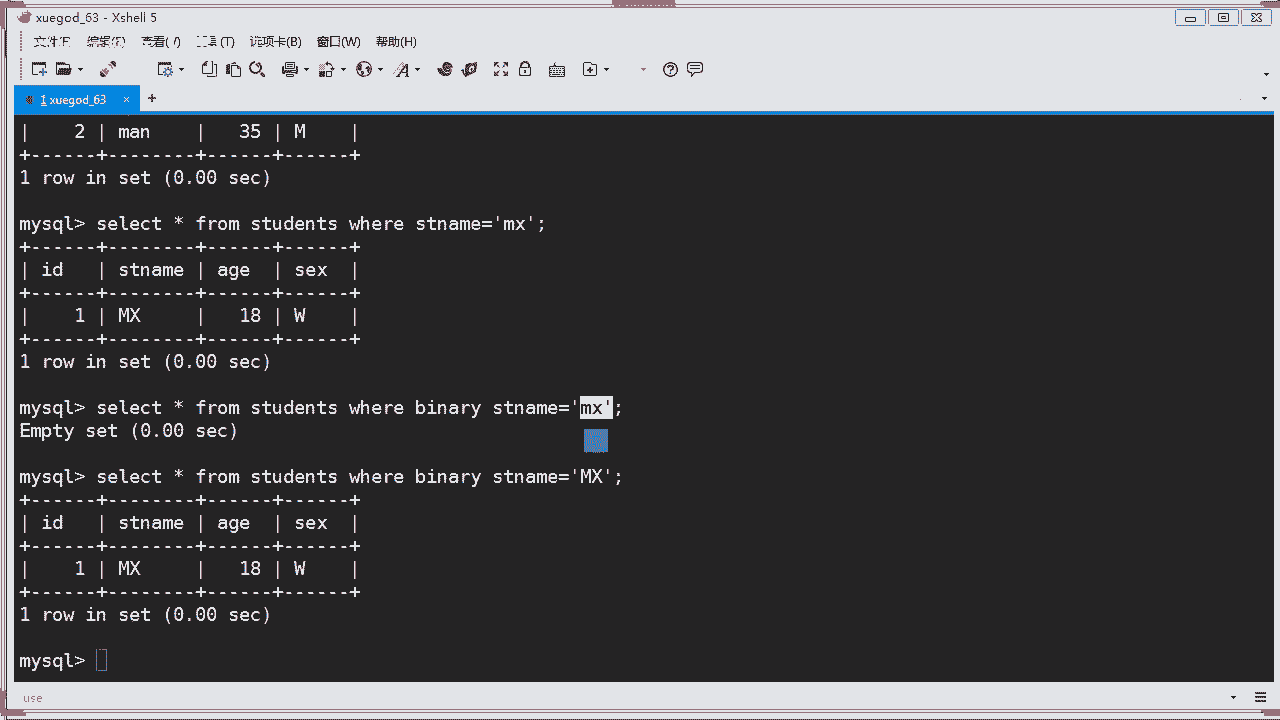 xuegod_63 - Xshell 5
文件(F) 编辑(E) 查看(V) 工具(T) 选项卡(B) 窗口(W) 帮助(H)
1 xuegod_63 × +
|    2 | man    |   35 | M    |
+------+--------+------+------+
1 row in set (0.00 sec)
mysql> select * from students where stname='mx';
+------+--------+------+------+
| id   | stname | age  | sex  |
+------+--------+------+------+
|    1 | MX     |   18 | W    |
+------+--------+------+------+
1 row in set (0.00 sec)
mysql> select * from students where binary stname='mx';
Empty set (0.00 sec)
mysql> select * from students where binary stname='MX';
+------+--------+------+------+
| id   | stname | age  | sex  |
+------+--------+------+------+
|    1 | MX     |   18 | W    |
+------+--------+------+------+
1 row in set (0.00 sec)
mysql>
use